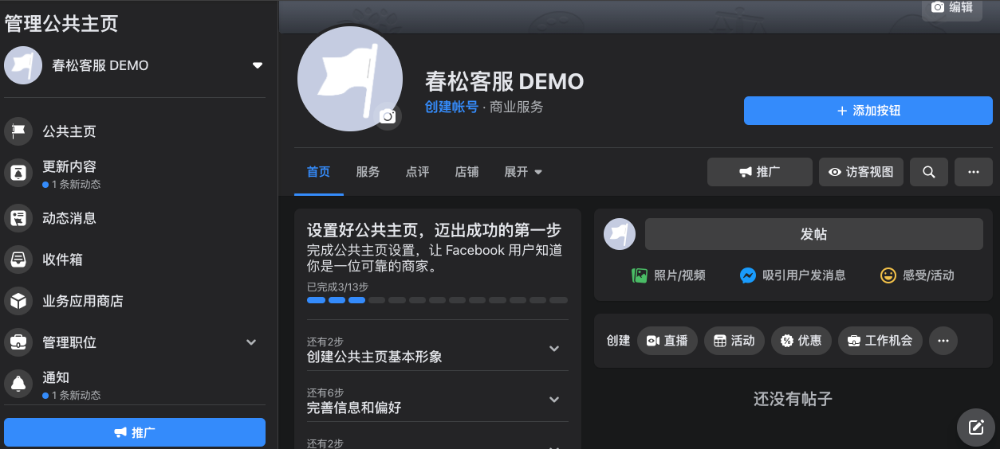 管理公共主页
春松客服 DEMO
公共主页
更新内容
1 条新动态
动态消息
收件箱
业务应用商店
管理职位
通知
1 条新动态
推广
编辑
春松客服 DEMO
创建帐号 · 商业服务
+ 添加按钮
首页 服务 点评 店铺 展开
推广 访客视图 ...
设置好公共主页，迈出成功的第一步
完成公共主页设置，让 Facebook 用户知道
你是一位可靠的商家。
已完成3/13步
还有2步
创建公共主页基本形象
还有6步
完善信息和偏好
还有2步
发帖
照片/视频 吸引用户发消息 感受/活动
创建 直播 活动 优惠 工作机会 ...
还没有帖子